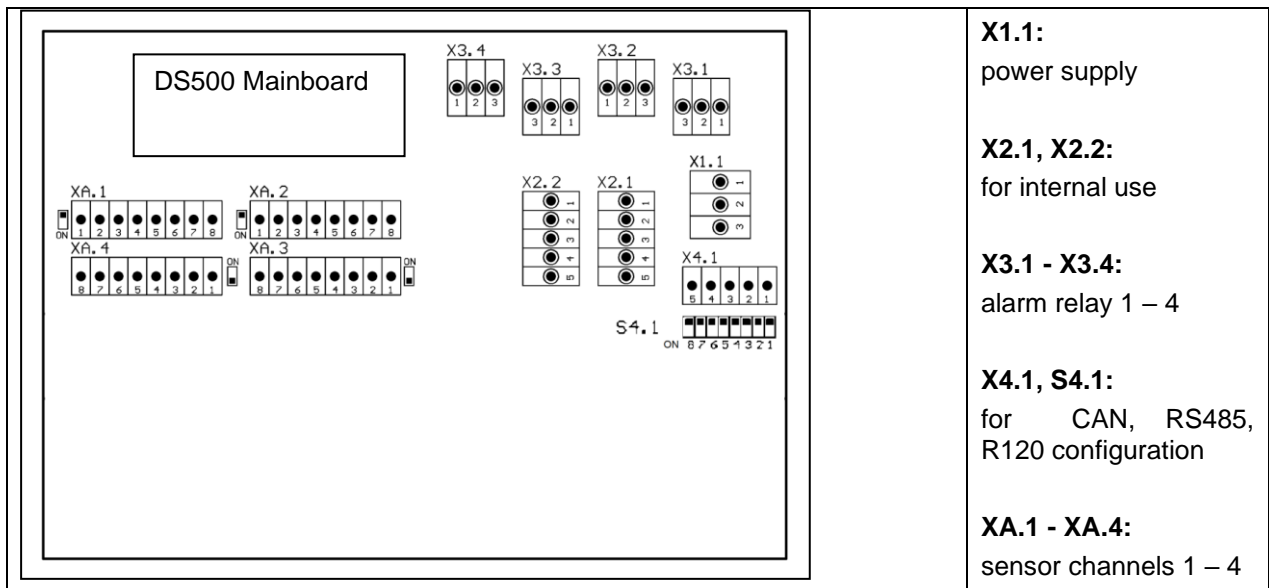 DS500 Mainboard
X3.4
1 2 3
X3.3
3 2 1
X3.2
1 2 3
X3.1
3 2 1
X1.1
1
2
3
X2.2
1
2
3
4
5
X2.1
1
2
3
4
5
XA.1
ON
1 2 3 4 5 6 7 8
XA.2
ON
1 2 3 4 5 6 7 8
XA.4
8 7 6 5 4 3 2 1
ON
XA.3
8 7 6 5 4 3 2 1
ON
X4.1
5 4 3 2 1
S4.1
ON 8 7 6 5 4 3 2 1
X1.1:
power supply
X2.1, X2.2:
for internal use
X3.1 - X3.4:
alarm relay 1 – 4
X4.1, S4.1:
for CAN, RS485,
R120 configuration
XA.1 - XA.4:
sensor channels 1 – 4